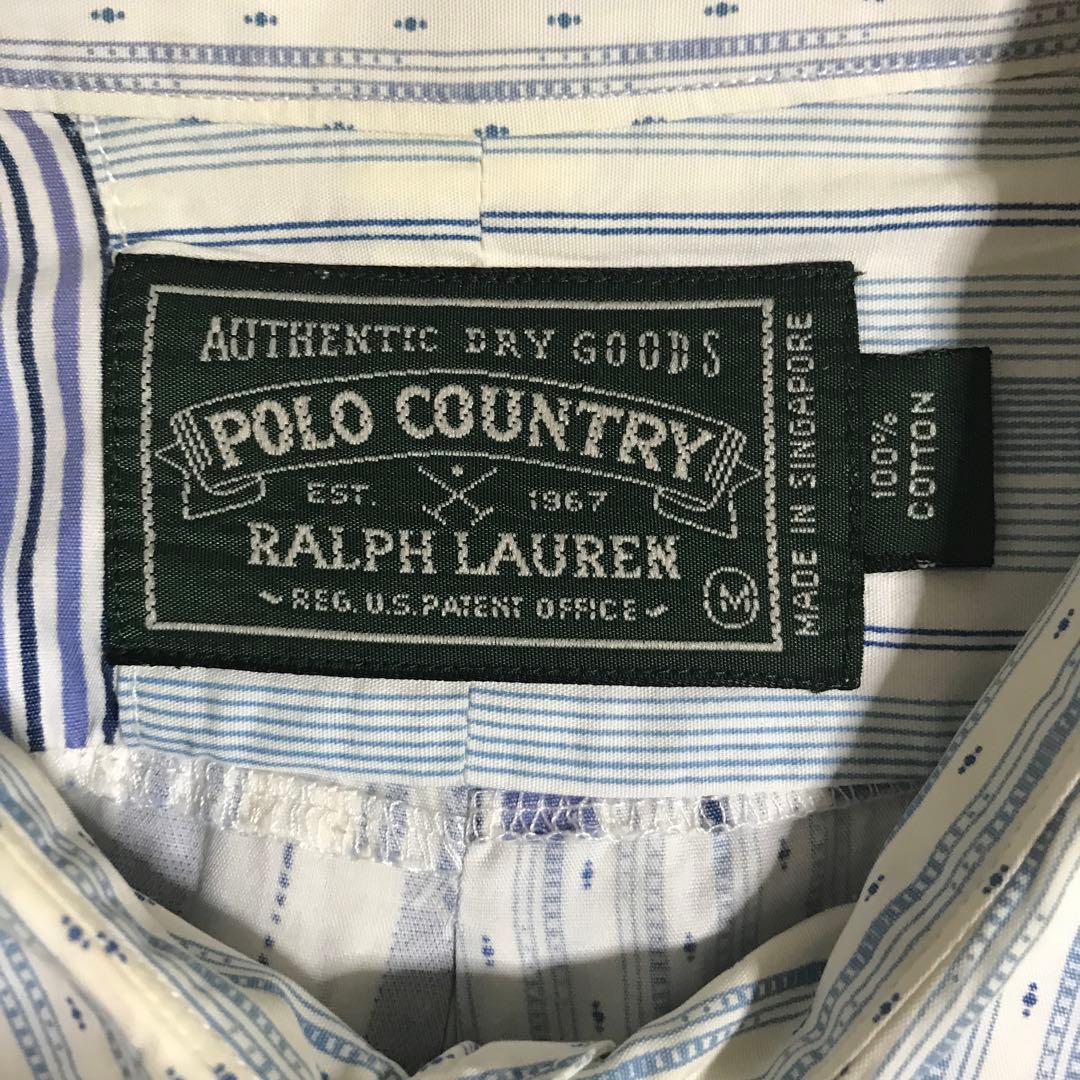 AUTHENTIC DRY GOODS
POLO COUNTRY
EST. 1967
RALPH LAUREN
REG. U.S. PATENT OFFICE
M
MADE IN SINGAPORE
100%
COTTON